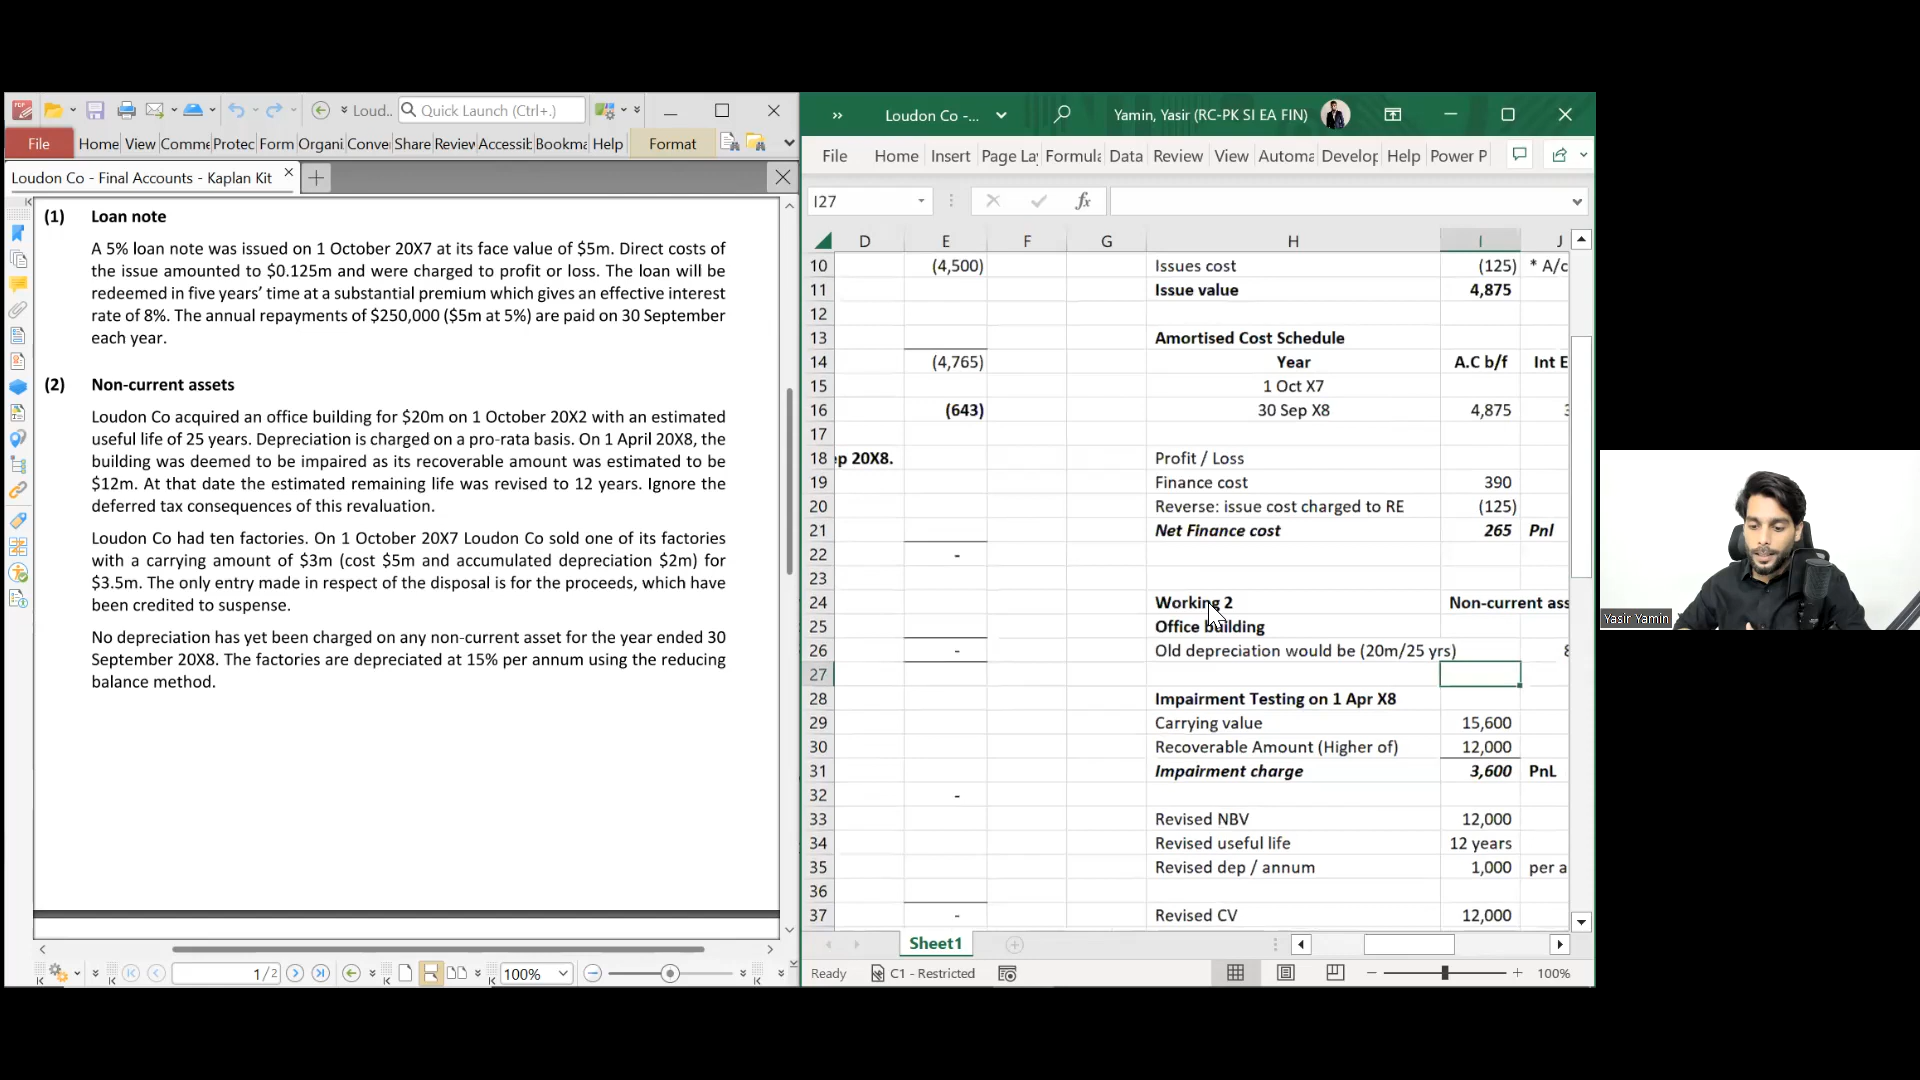 Loud..
Quick Launch (Ctrl+.)
File Home View Comme Protec Form Organi Conve Share Review Accessib Bookma Help Format
Loudon Co - Final Accounts - Kaplan Kit
(1) Loan note
A 5% loan note was issued on 1 October 20X7 at its face value of $5m. Direct costs of
the issue amounted to $0.125m and were charged to profit or loss. The loan will be
redeemed in five years’ time at a substantial premium which gives an effective interest
rate of 8%. The annual repayments of $250,000 ($5m at 5%) are paid on 30 September
each year.
(2) Non-current assets
Loudon Co acquired an office building for $20m on 1 October 20X2 with an estimated
useful life of 25 years. Depreciation is charged on a pro-rata basis. On 1 April 20X8, the
building was deemed to be impaired as its recoverable amount was estimated to be
$12m. At that date the estimated remaining life was revised to 12 years. Ignore the
deferred tax consequences of this revaluation.
Loudon Co had ten factories. On 1 October 20X7 Loudon Co sold one of its factories
with a carrying amount of $3m (cost $5m and accumulated depreciation $2m) for
$3.5m. The only entry made in respect of the disposal is for the proceeds, which have
been credited to suspense.
No depreciation has yet been charged on any non-current asset for the year ended 30
September 20X8. The factories are depreciated at 15% per annum using the reducing
balance method.
1 / 2
100%
Loudon Co -...
Yamin, Yasir (RC-PK SI EA FIN)
File Home Insert Page La Formula Data Review View Automa Develop Help Power P
I27
fx
D E F G H I J
10 (4,500) Issues cost (125) * A/c
11 Issue value 4,875
12
13 Amortised Cost Schedule
14 (4,765) Year A.C b/f Int E
15 1 Oct X7
16 (643) 30 Sep X8 4,875 3
17
18 ep 20X8. Profit / Loss
19 Finance cost 390
20 Reverse: issue cost charged to RE (125)
21 Net Finance cost 265 Pnl
22 -
23
24 Working 2 Non-current ass
25 Office building
26 - Old depreciation would be (20m/25 yrs) 8
27
28 Impairment Testing on 1 Apr X8
29 Carrying value 15,600
30 Recoverable Amount (Higher of) 12,000
31 Impairment charge 3,600 PnL
32 -
33 Revised NBV 12,000
34 Revised useful life 12 years
35 Revised dep / annum 1,000 per a
36
37 - Revised CV 12,000
Sheet1
Ready C1 - Restricted 100%
Yasir Yamin